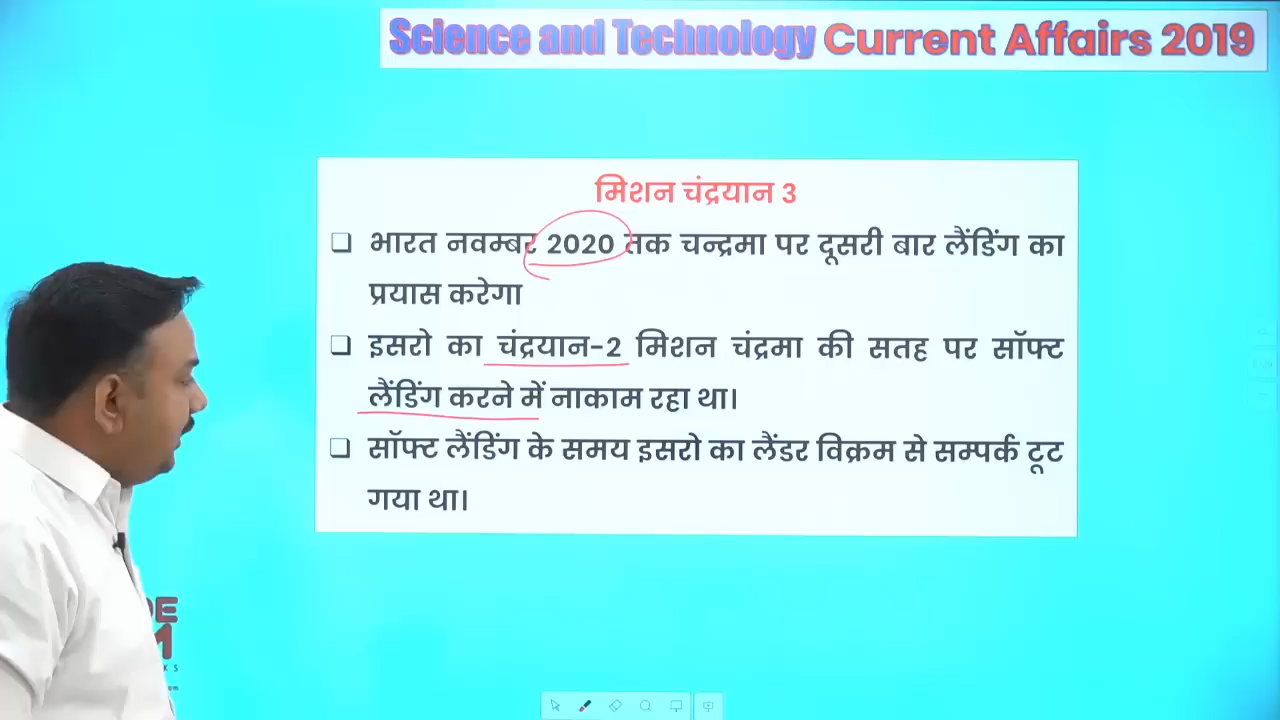 Science and Technology Current Affairs 2019
मिशन चंद्रयान 3
❑ भारत नवम्बर 2020 तक चन्द्रमा पर दूसरी बार लैंडिंग का
प्रयास करेगा
❑ इसरो का चंद्रयान-2 मिशन चंद्रमा की सतह पर सॉफ्ट
लैंडिंग करने में नाकाम रहा था।
❑ सॉफ्ट लैंडिंग के समय इसरो का लैंडर विक्रम से सम्पर्क टूट
गया था।